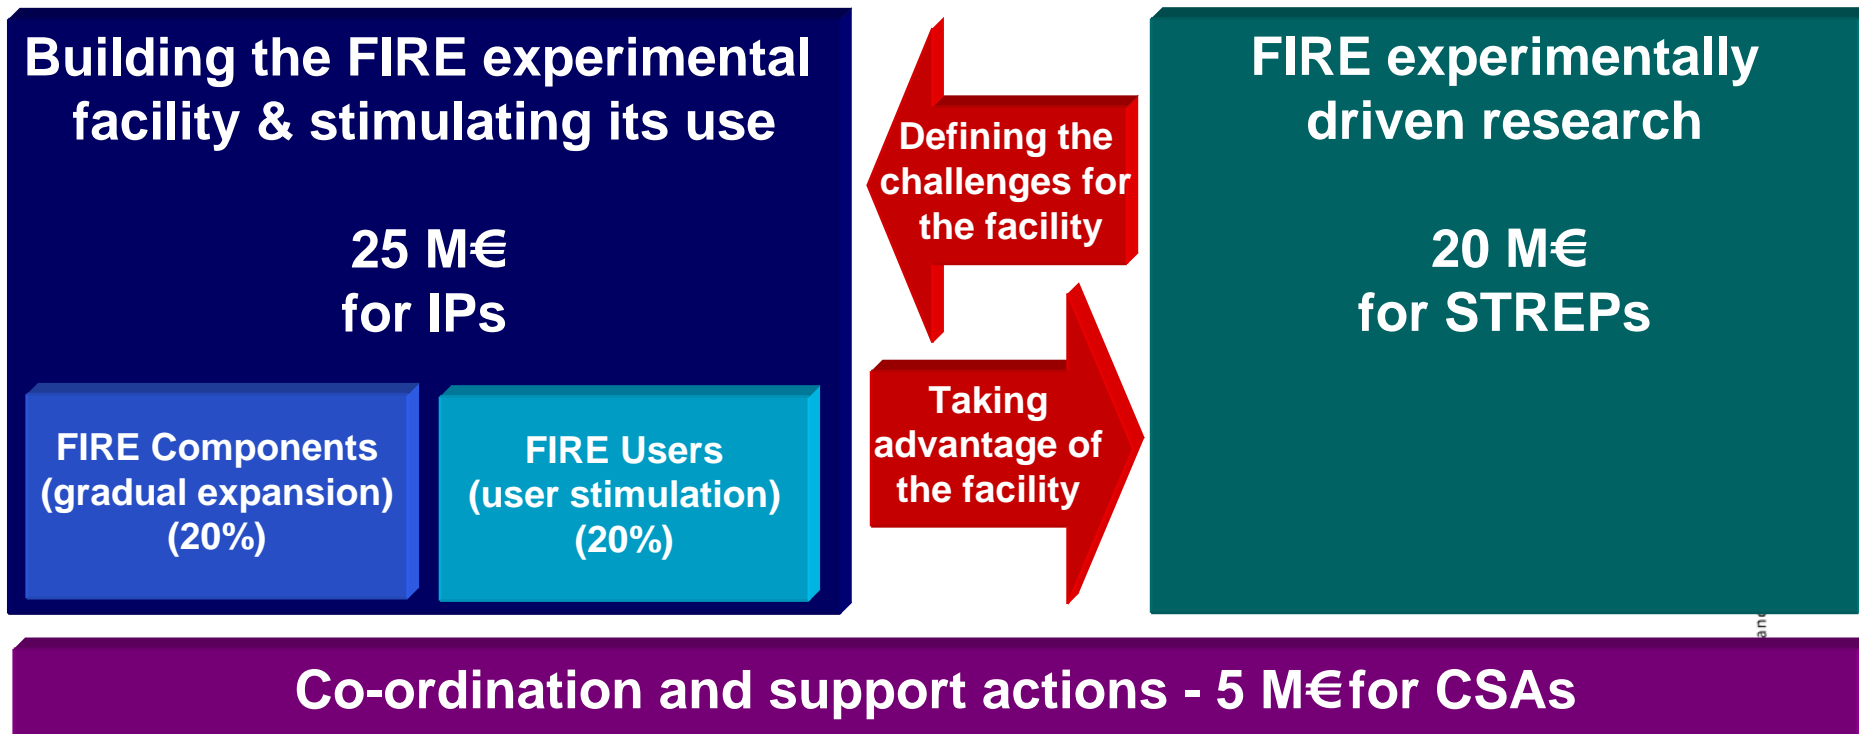 Building the FIRE experimental
facility & stimulating its use
25 M€
for IPs
FIRE Components
(gradual expansion)
(20%)
FIRE Users
(user stimulation)
(20%)
Defining the
challenges for
the facility
Taking
advantage of
the facility
FIRE experimentally
driven research
20 M€
for STREPs
and
Co-ordination and support actions - 5 M€for CSAs